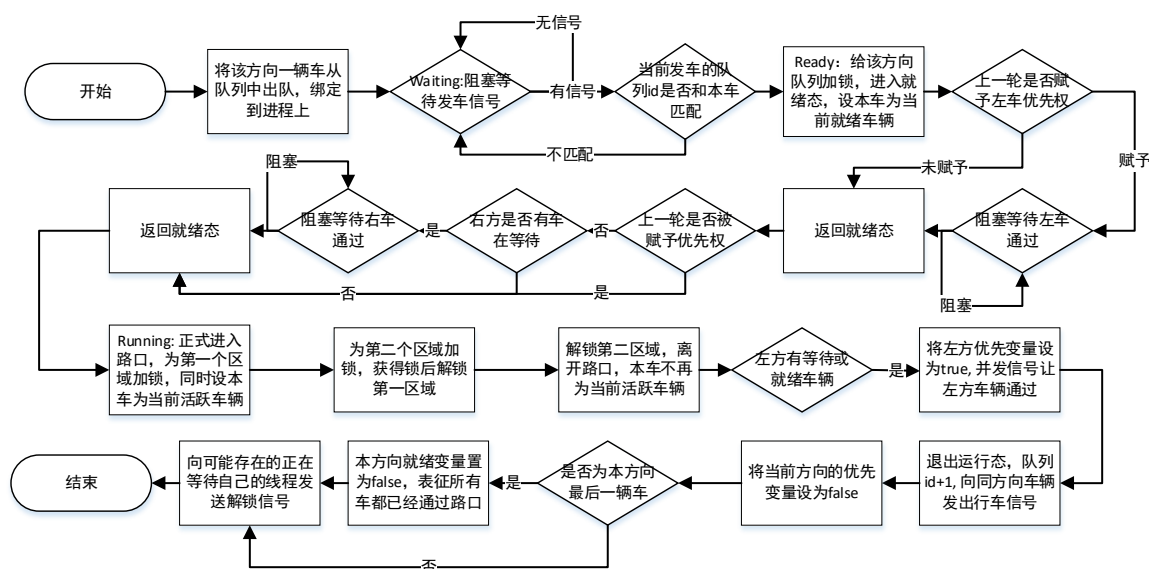 无信号
开始
将该方向一辆车从
队列中出队，绑定
到进程上
Waiting:阻塞等
待发车信号
有信号
当前发车的队
列id是否和本车
匹配
不匹配
Ready：给该方向
队列加锁，进入就
绪态，设本车为当
前就绪车辆
上一轮是否赋
予左车优先权
赋予
未赋予
阻塞等待左车
通过
阻塞
返回就绪态
上一轮是否被
赋予优先权
否
是
右方是否有车
在等待
是
否
阻塞等待右车
通过
阻塞
返回就绪态
Running: 正式进入
路口，为第一个区
域加锁，同时设本
车为当前活跃车辆
为第二个区域加
锁，获得锁后解锁
第一区域
解锁第二区域，离
开路口，本车不再
为当前活跃车辆
左方有等待或
就绪车辆
是
将左方优先变量设
为true, 并发信号让
左方车辆通过
退出运行态，队列
id+1, 向同方向车辆
发出行车信号
将当前方向的优先
变量设为false
是否为本方向
最后一辆车
是
否
本方向就绪变量置
为false，表征所有
车都已经通过路口
向可能存在的正在
等待自己的线程发
送解锁信号
结束